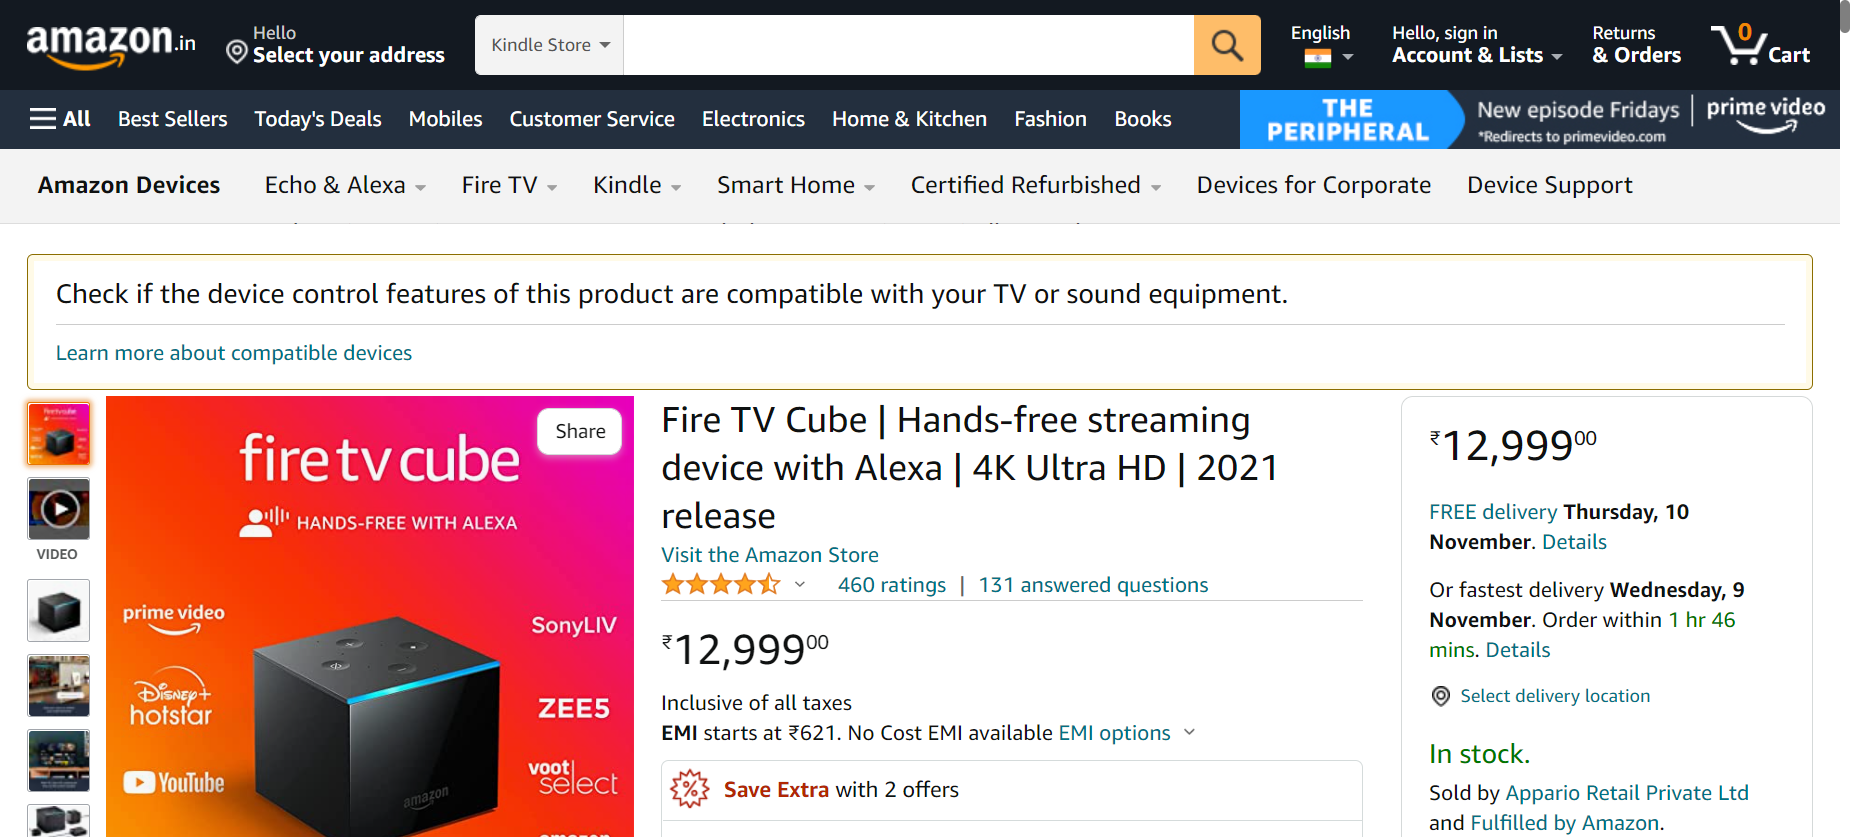 amazon.in
Hello
Select your address
Kindle Store
English
Hello, sign in
Account & Lists
Returns
& Orders
0
Cart
All
Best Sellers
Today's Deals
Mobiles
Customer Service
Electronics
Home & Kitchen
Fashion
Books
THE
PERIPHERAL
New episode Fridays
*Redirects to primevideo.com
prime video
Amazon Devices
Echo & Alexa
Fire TV
Kindle
Smart Home
Certified Refurbished
Devices for Corporate
Device Support
Check if the device control features of this product are compatible with your TV or sound equipment.
Learn more about compatible devices
VIDEO
fire tv cube
Share
HANDS-FREE WITH ALEXA
prime video
SonyLIV
Disney+
hotstar
ZEE5
YouTube
voot
select
amazon
Fire TV Cube | Hands-free streaming
device with Alexa | 4K Ultra HD | 2021
release
Visit the Amazon Store
460 ratings | 131 answered questions
₹12,99900
Inclusive of all taxes
EMI starts at ₹621. No Cost EMI available EMI options
Save Extra with 2 offers
₹12,99900
FREE delivery Thursday, 10
November. Details
Or fastest delivery Wednesday, 9
November. Order within 1 hr 46
mins. Details
Select delivery location
In stock.
Sold by Appario Retail Private Ltd
and Fulfilled by Amazon.